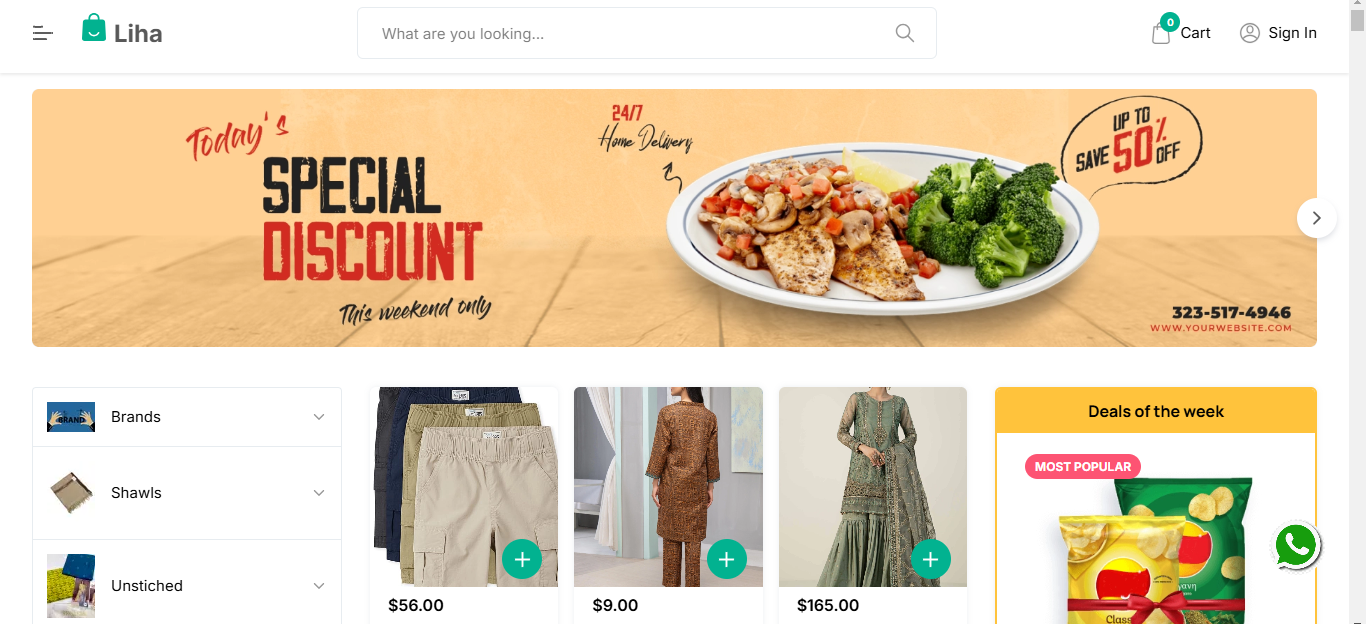 Liha
What are you looking...
0
Cart
Sign In
Today's
SPECIAL
DISCOUNT
This weekend only
24/7
Home Delivery
UP TO
SAVE 50% OFF
323-517-4946
WWW.YOURWEBSITE.COM
BRAND
Brands
Shawls
Unstiched
$56.00
$9.00
$165.00
Deals of the week
MOST POPULAR
Classic